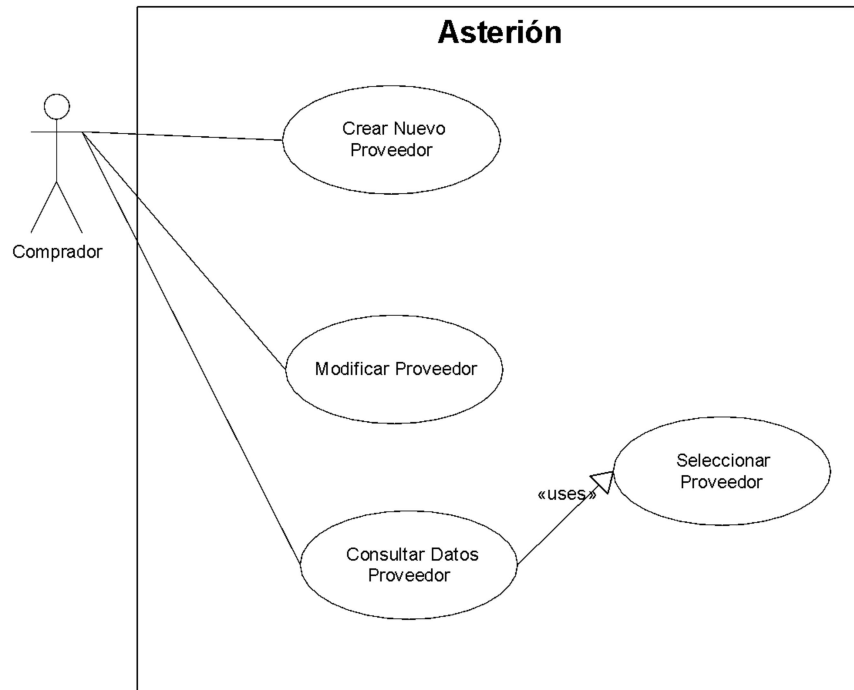 Asterión
Crear Nuevo
Proveedor
Comprador
Modificar Proveedor
Seleccionar
Proveedor
«uses»
Consultar Datos
Proveedor